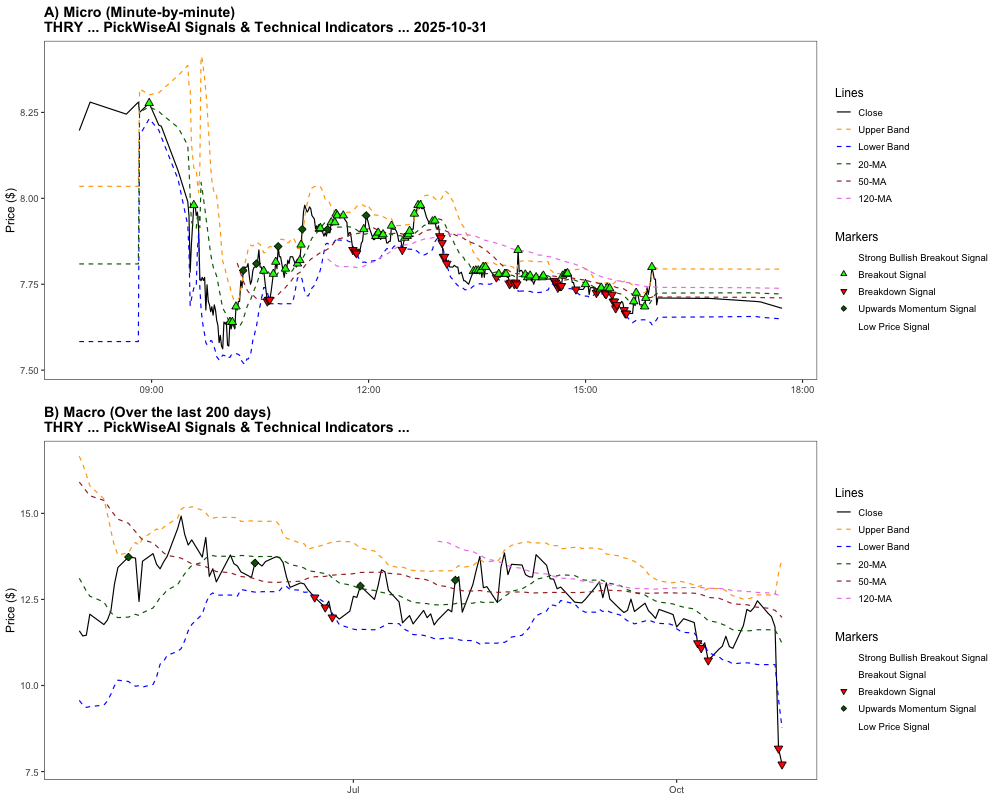 A) Micro (Minute-by-minute)
THRY ... PickWiseAI Signals & Technical Indicators ... 2025-10-31
Price ($)
8.25
8.00
7.75
7.50
09:00
12:00
15:00
18:00
Lines
Close
Upper Band
Lower Band
20-MA
50-MA
120-MA
Markers
Strong Bullish Breakout Signal
Breakout Signal
Breakdown Signal
Upwards Momentum Signal
Low Price Signal
B) Macro (Over the last 200 days)
THRY ... PickWiseAI Signals & Technical Indicators ...
Price ($)
15.0
12.5
10.0
7.5
Jul
Oct
Lines
Close
Upper Band
Lower Band
20-MA
50-MA
120-MA
Markers
Strong Bullish Breakout Signal
Breakout Signal
Breakdown Signal
Upwards Momentum Signal
Low Price Signal